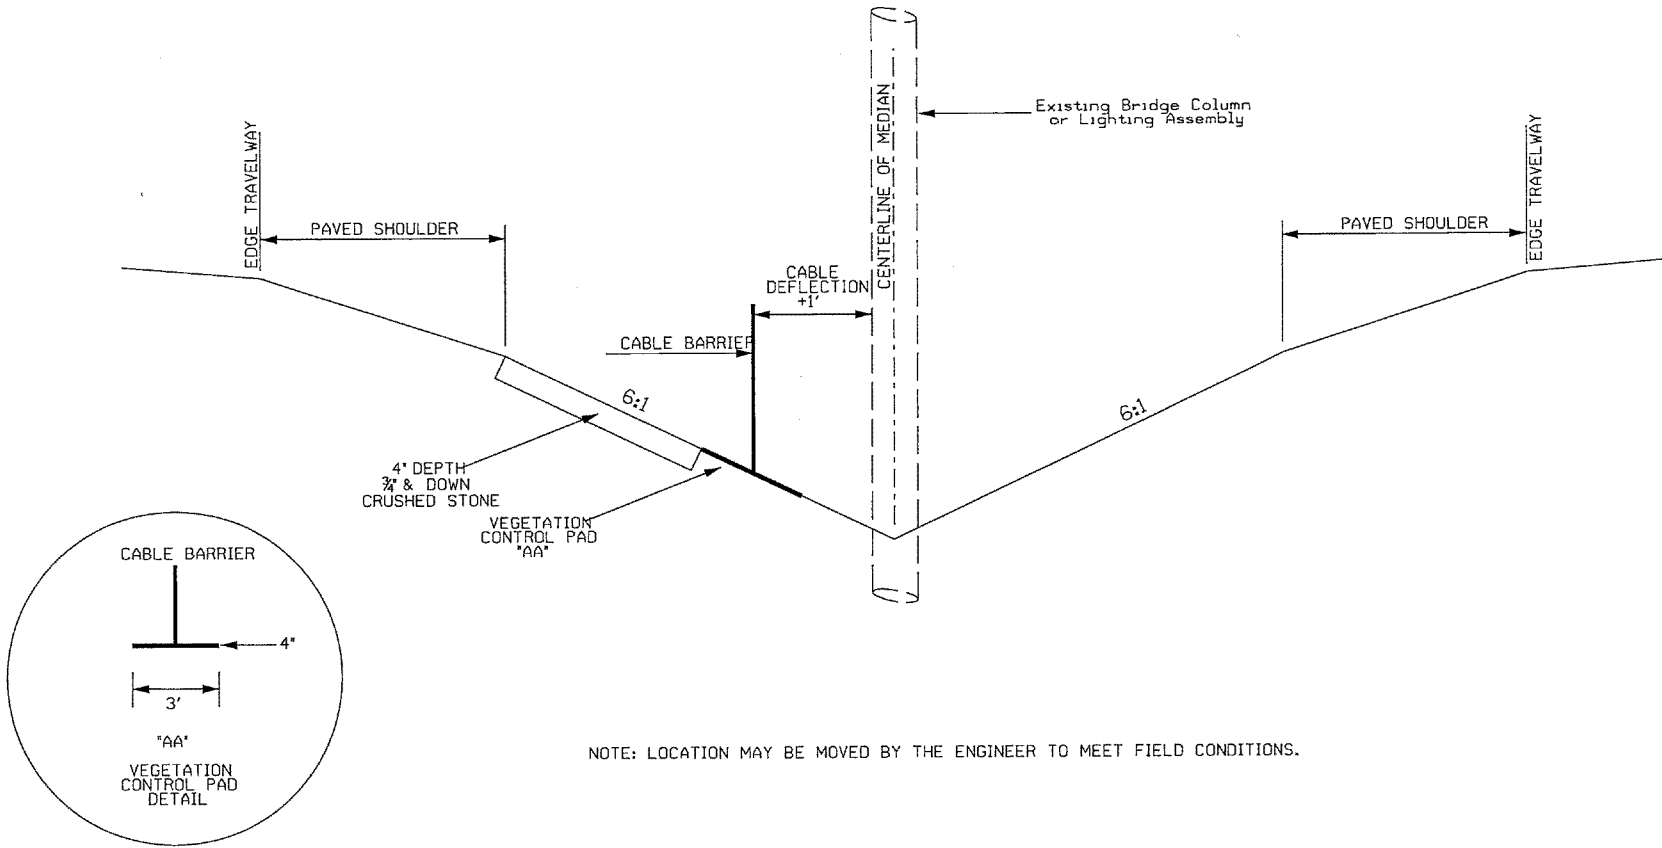 Existing Bridge Column
or Lighting Assembly
CENTERLINE OF MEDIAN
EDGE TRAVELWAY
PAVED SHOULDER
EDGE TRAVELWAY
PAVED SHOULDER
CABLE
DEFLECTION
+1'
CABLE BARRIER
6:1
6:1
4" DEPTH
3/4" & DOWN
CRUSHED STONE
VEGETATION
CONTROL PAD
"AA"
CABLE BARRIER
4"
3'
"AA"
VEGETATION
CONTROL PAD
DETAIL
NOTE: LOCATION MAY BE MOVED BY THE ENGINEER TO MEET FIELD CONDITIONS.